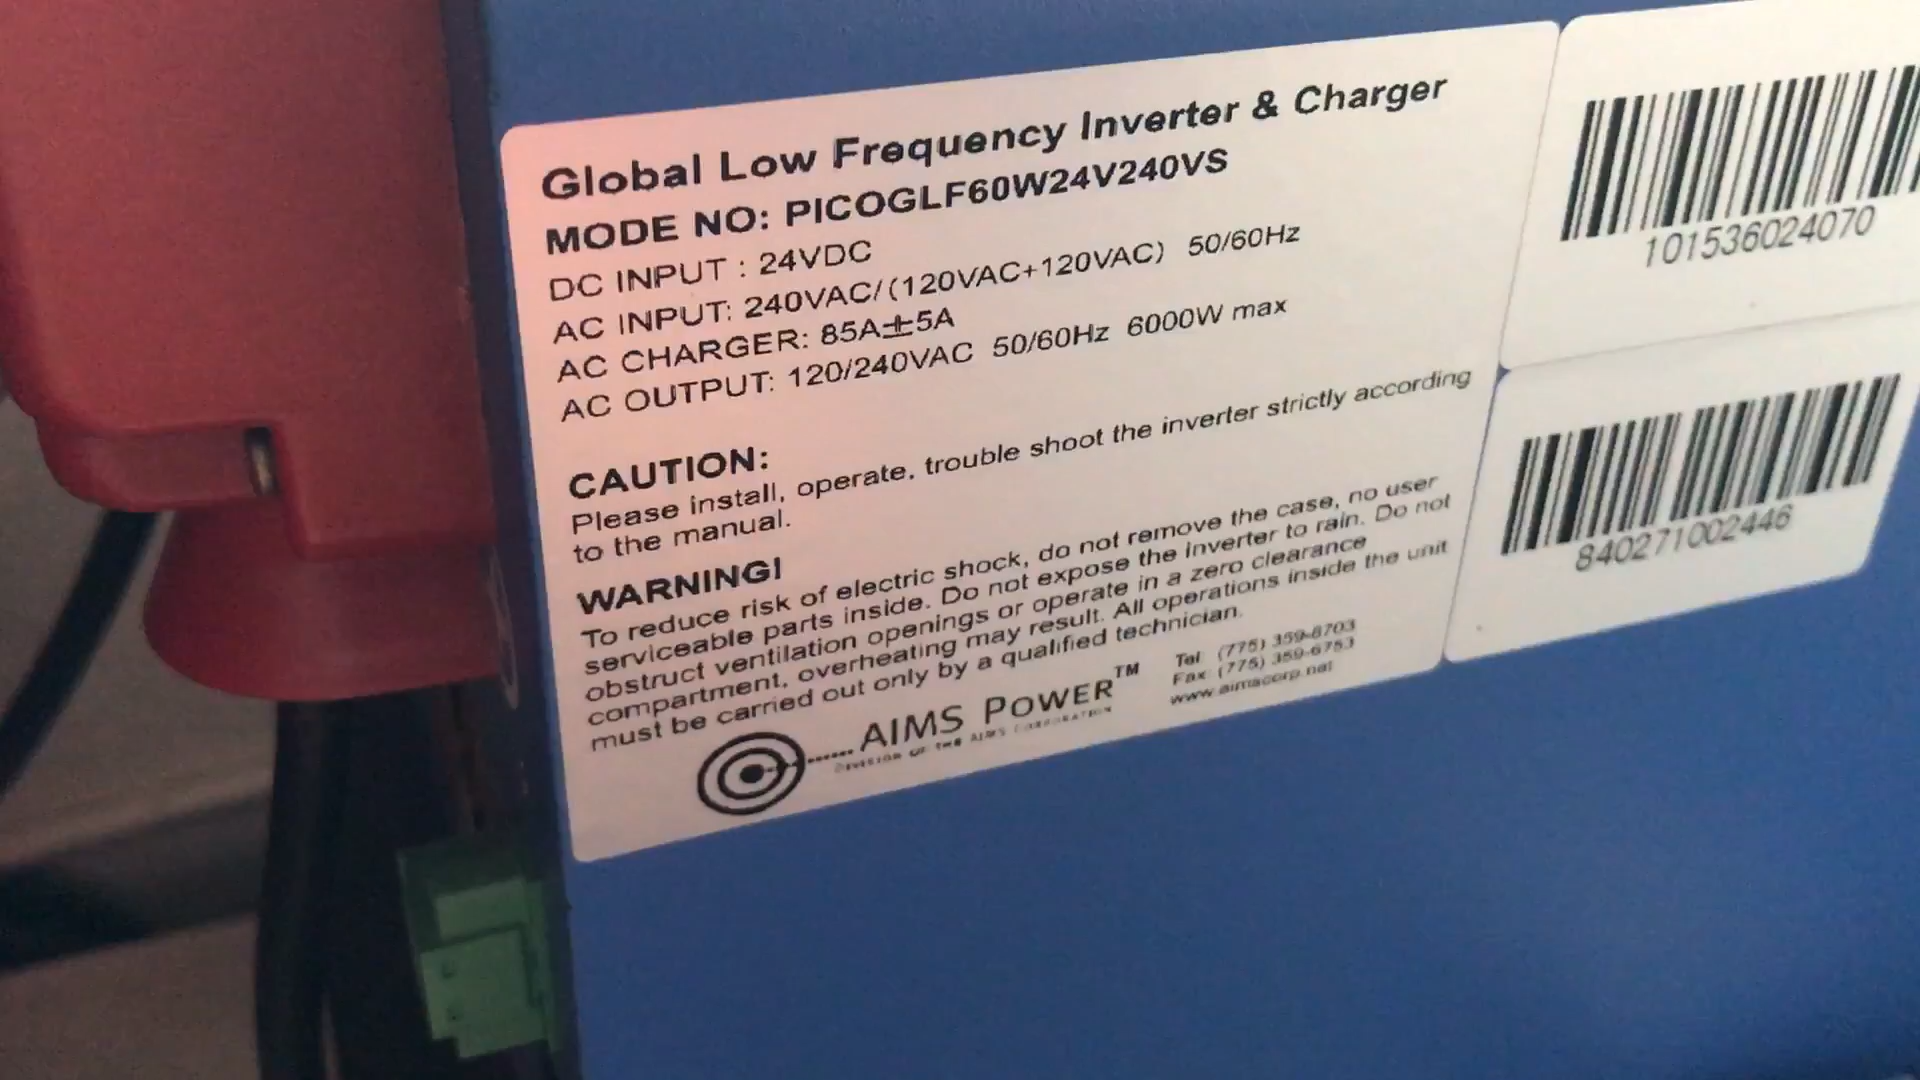 Global Low Frequency Inverter & Charger
MODE NO: PICOGLF60W24V240VS
DC INPUT : 24VDC
AC INPUT: 240VAC/(120VAC+120VAC) 50/60Hz
AC CHARGER: 85A±5A
AC OUTPUT: 120/240VAC 50/60Hz 6000W max
CAUTION:
Please install, operate, trouble shoot the inverter strictly according
to the manual.
WARNING!
To reduce risk of electric shock, do not remove the case, no user
serviceable parts inside. Do not expose the inverter to rain. Do not
obstruct ventilation openings or operate in a zero clearance
compartment, overheating may result. All operations inside the unit
must be carried out only by a qualified technician.
AIMS POWER™
DIVISION OF THE AIMS CORPORATION
Tel: (775) 359-6703
Fax: (775) 359-6753
www.aimscorp.net
101536024070
840271002446